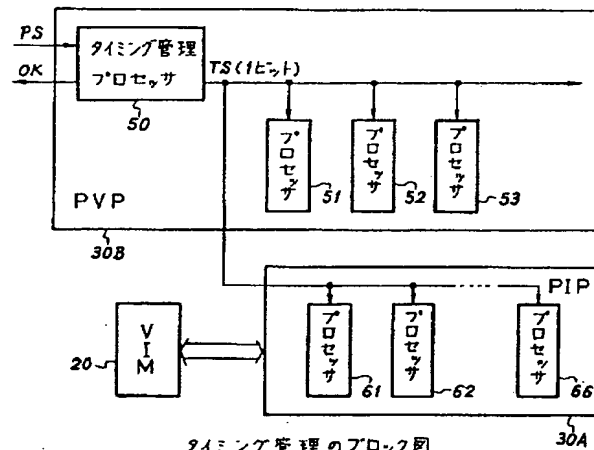 PS
OK
タイミング管理
プロセッサ
50
TS(1ビット)
プロセッサ
51
プロセッサ
52
プロセッサ
53
PVP
30B
PIP
VIM
20
プロセッサ
61
プロセッサ
62
プロセッサ
66
30A
タイミング管理のブロック図